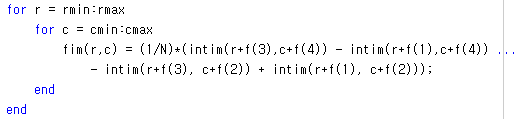 for r = rmin:rmax
for c = cmin:cmax
fim(r,c) = (1/N)*(intim(r+f(3),c+f(4)) - intim(r+f(1),c+f(4)) ...
- intim(r+f(3), c+f(2)) + intim(r+f(1), c+f(2)));
end
end